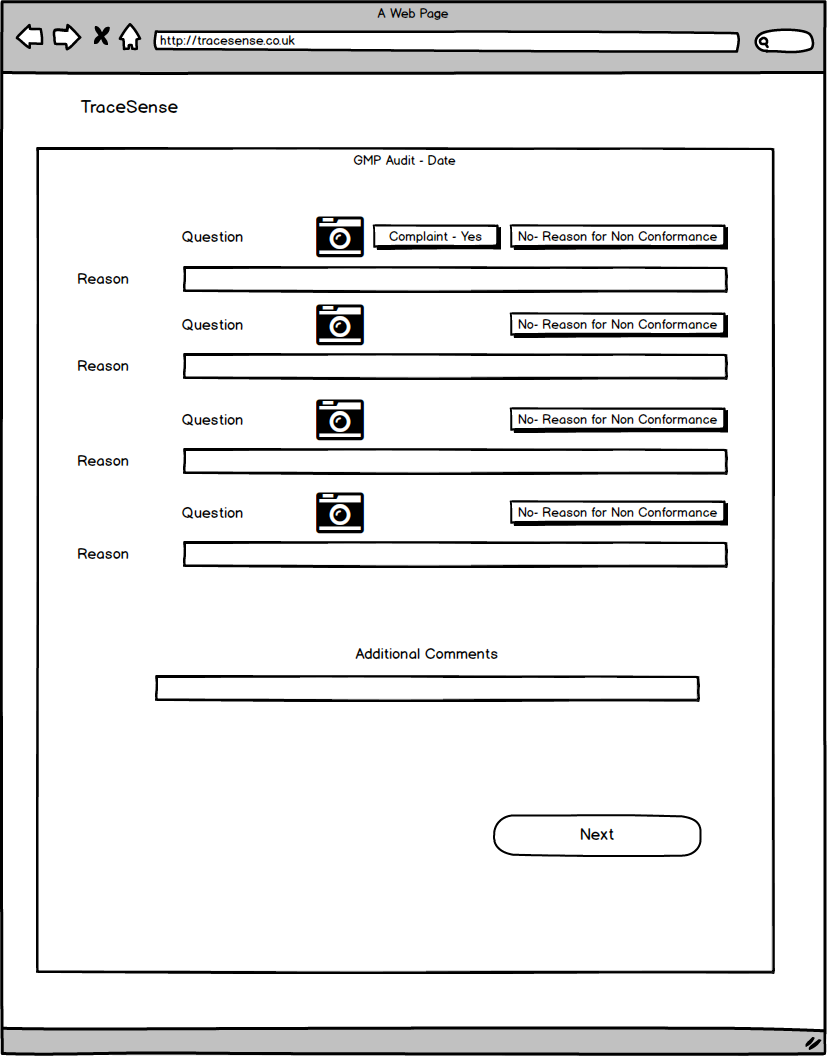 A Web Page
http://tracesense.co.uk
TraceSense
GMP Audit - Date
Question Complaint - Yes No- Reason for Non Conformance
Reason
Question No- Reason for Non Conformance
Reason
Question No- Reason for Non Conformance
Reason
Question No- Reason for Non Conformance
Reason
Additional Comments
Next